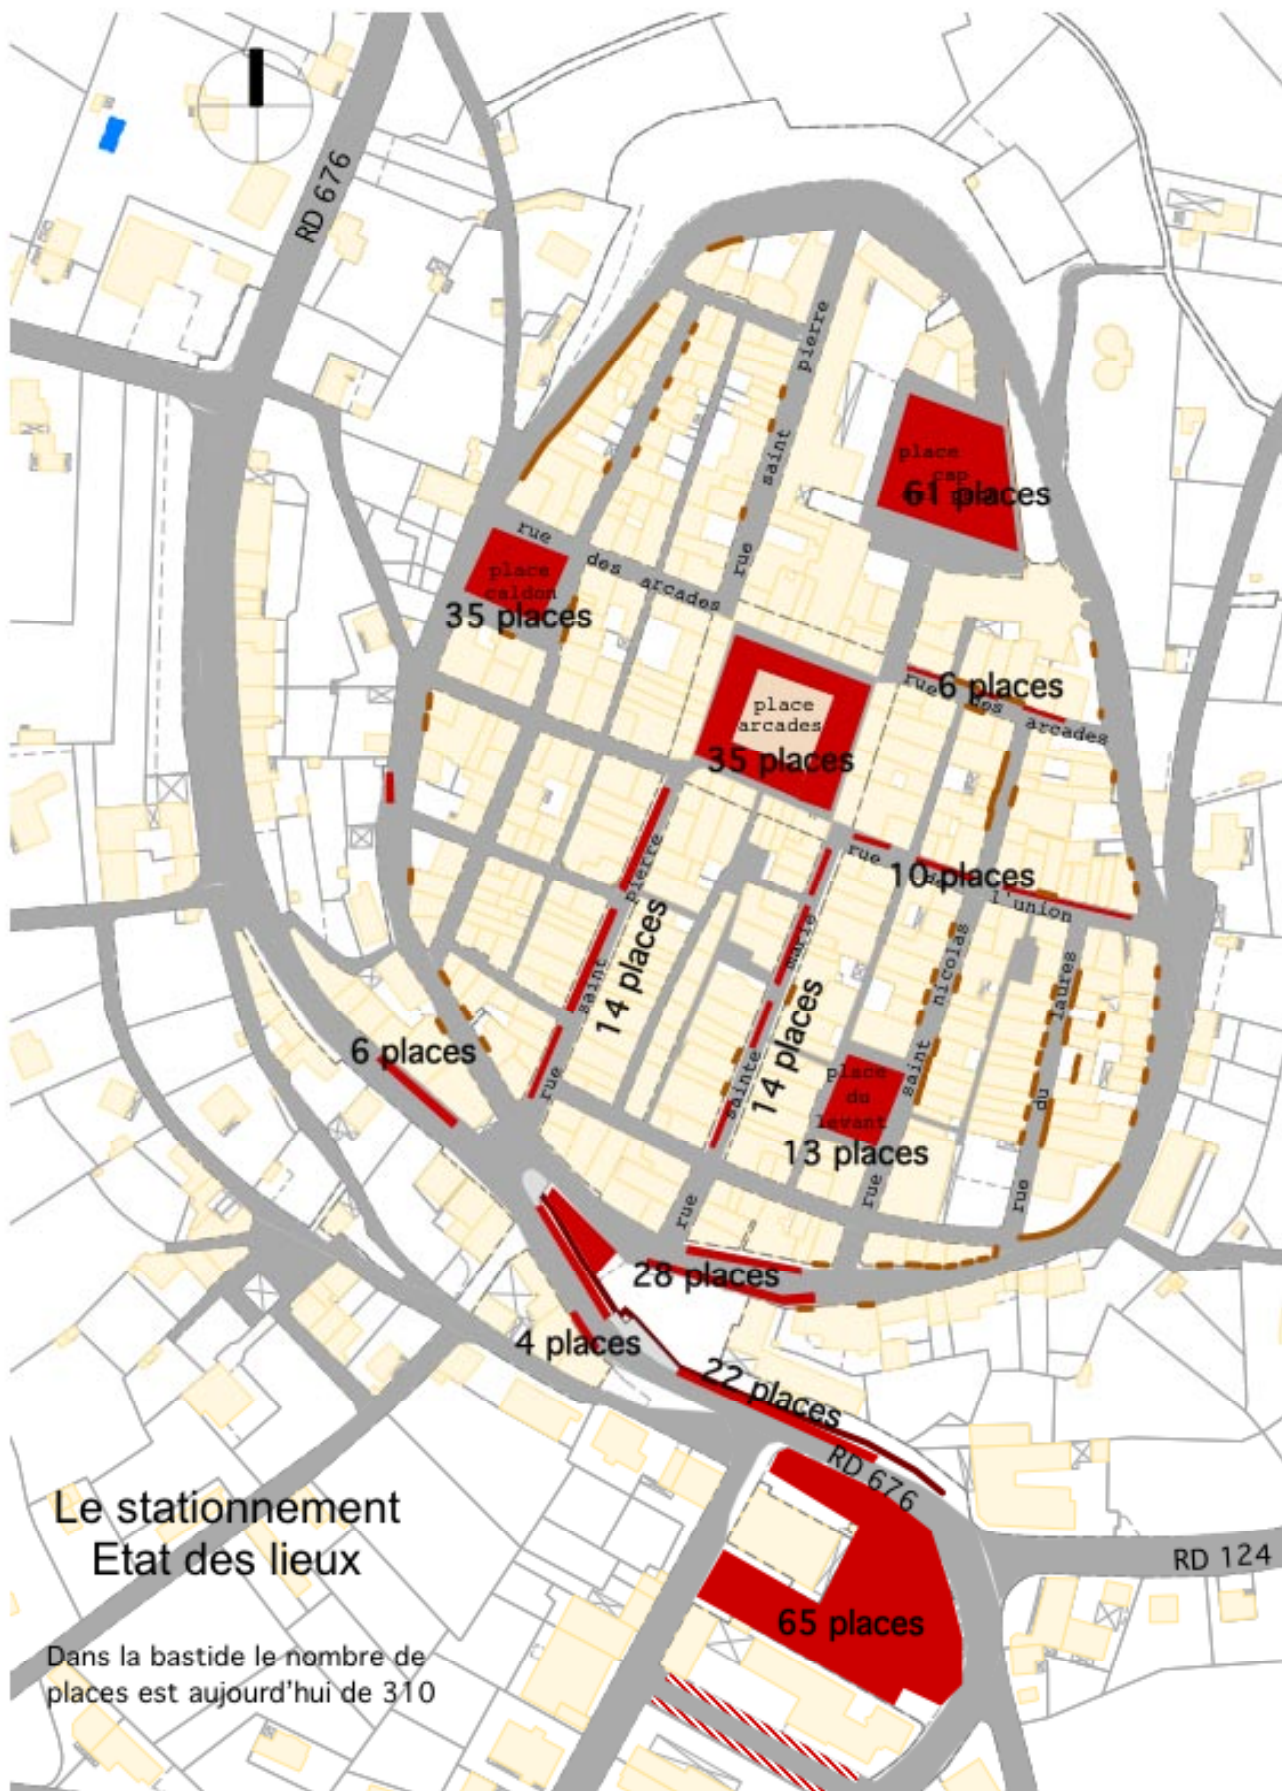 RD 676
pierre
saint
rue
place
cap
61 places
rue
des arcades
place
caldon
35 places
rue
des
arcades
6 places
place
arcades
35 places
rue
de
l'union
10 places
pierre
saint
rue
14 places
marie
sainte
rue
14 places
nicolas
saint
rue
laures
du
rue
6 places
place
du
levant
13 places
28 places
4 places
22 places
RD 676
RD 124
65 places
Le stationnement
Etat des lieux
Dans la bastide le nombre de
places est aujourd'hui de 310